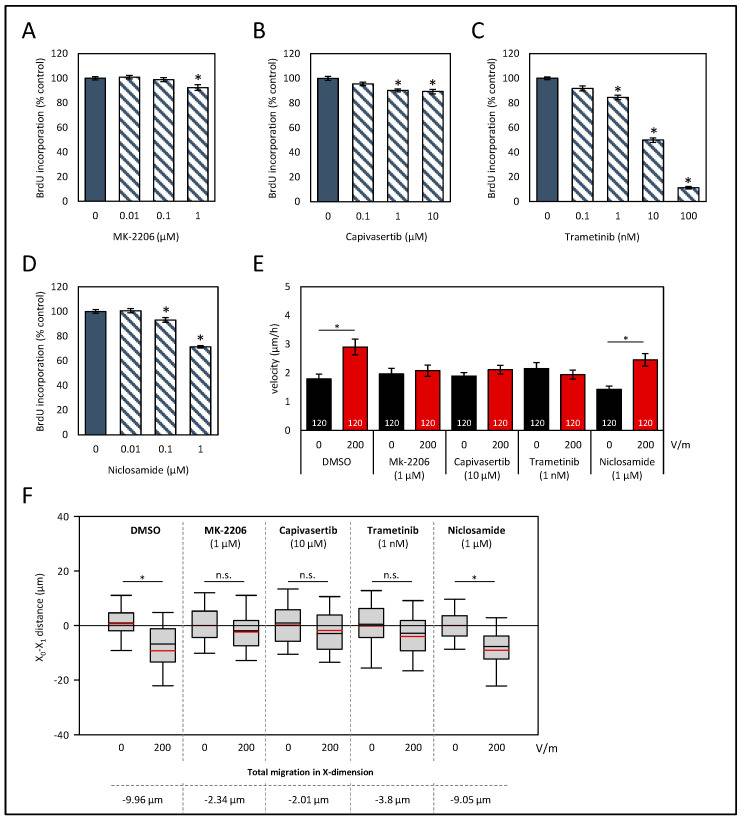 A
B
C
BrdU incorporation (% control)
120
100
80
60
40
20
0
*
0 0.01 0.1 1
MK-2206 (µM)
BrdU incorporation (% control)
120
100
80
60
40
20
0
* *
0 0.1 1 10
Capivasertib (µM)
BrdU incorporation (% control)
120
100
80
60
40
20
0
* * *
0 0.1 1 10 100
Trametinib (nM)
D
E
BrdU incorporation (% control)
120
100
80
60
40
20
0
* *
0 0.01 0.1 1
Niclosamide (µM)
velocity (µm/h)
5
4
3
2
1
0
* *
120 120 120 120 120 120 120 120 120 120
0 200 0 200 0 200 0 200 0 200 V/m
DMSO Mk-2206 Capivasertib Trametinib Niclosamide
(1 µM) (10 µM) (1 nM) (1 µM)
F
X0-X1 distance (µm)
40
20
0
-20
-40
DMSO MK-2206 Capivasertib Trametinib Niclosamide
(1 µM) (10 µM) (1 nM) (1 µM)
* n.s. n.s. n.s. *
0 200 0 200 0 200 0 200 0 200 V/m
Total migration in X-dimension
-9.96 µm -2.34 µm -2.01 µm -3.8 µm -9.05 µm